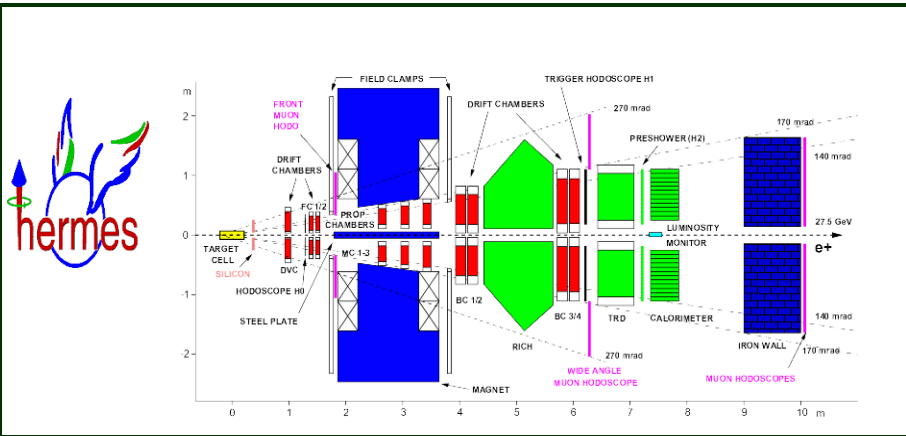 hermes
m
2
1
0
-1
-2
FIELD CLAMPS
TRIGGER HODOSCOPE H1
FRONT
MUON
HODO
DRIFT CHAMBERS
270 mrad
170 mrad
PRESHOWER (H2)
DRIFT
CHAMBERS
140 mrad
FC 1/2
PROP
CHAMBERS
27.5 GeV
LUMINOSITY
MONITOR
e+
TARGET
CELL
SILICON
DVC
MC 1-3
HODOSCOPE H0
STEEL PLATE
BC 1/2
BC 3/4
TRD
CALORIMETER
RICH
140 mrad
IRON WALL
170 mrad
270 mrad
WIDE ANGLE
MUON HODOSCOPE
MUON HODOSCOPES
MAGNET
0 1 2 3 4 5 6 7 8 9 10 m